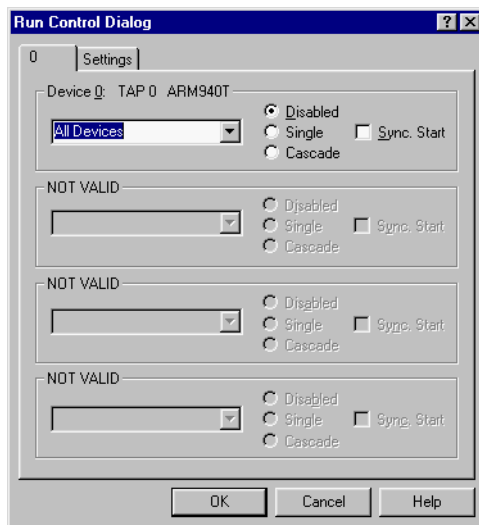 Run Control Dialog
0 Settings
Device 0: TAP 0 ARM940T
All Devices
Disabled
Single
Cascade
Sync. Start
NOT VALID
Disabled
Single
Cascade
Sync. Start
NOT VALID
Disabled
Single
Cascade
Sync. Start
NOT VALID
Disabled
Single
Cascade
Sync. Start
OK Cancel Help